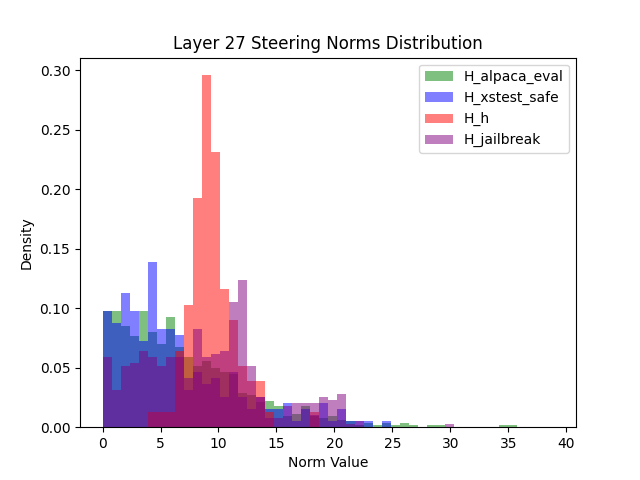 Layer 27 Steering Norms Distribution
H_alpaca_eval
H_xstest_safe
H_h
H_jailbreak
Density
0.30
0.25
0.20
0.15
0.10
0.05
0.00
0 5 10 15 20 25 30 35 40
Norm Value